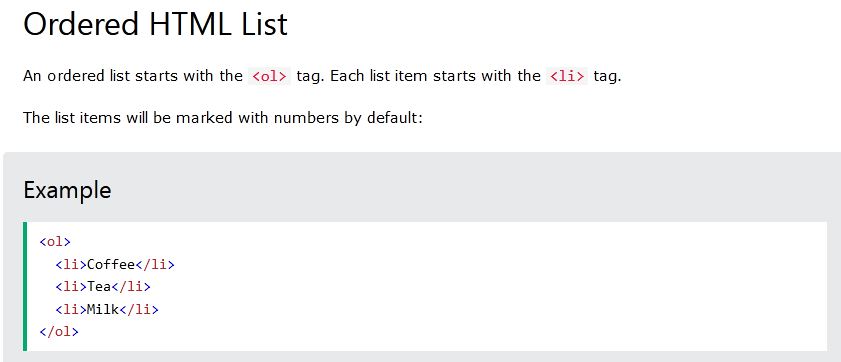 Ordered HTML List
An ordered list starts with the <ol> tag. Each list item starts with the <li> tag.
The list items will be marked with numbers by default:
Example
<ol>
  <li>Coffee</li>
  <li>Tea</li>
  <li>Milk</li>
</ol>